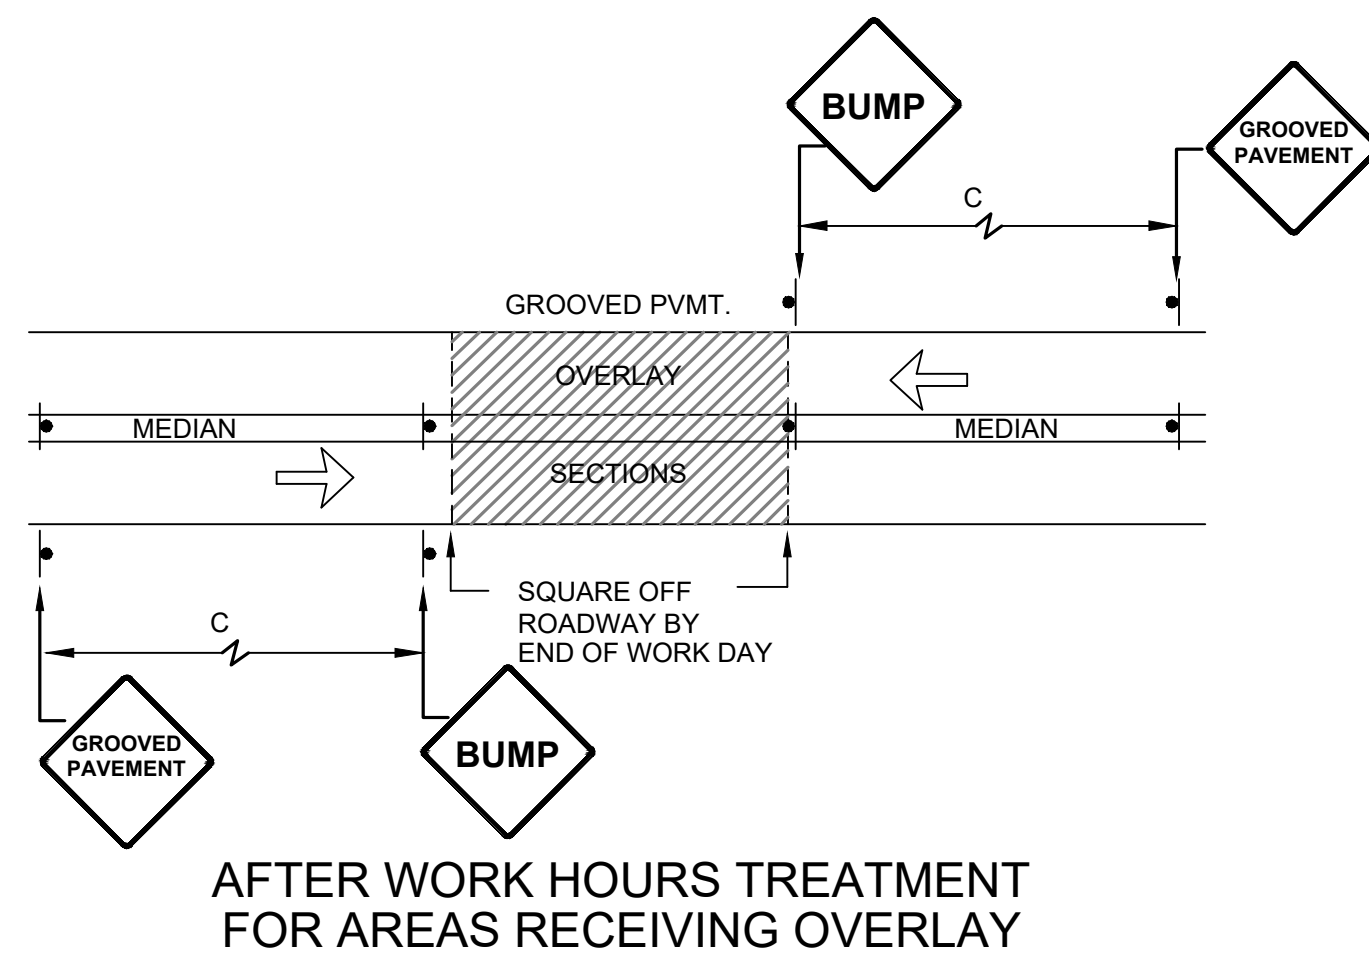 BUMP
GROOVED
PAVEMENT
C
GROOVED PVMT.
OVERLAY
MEDIAN
MEDIAN
SECTIONS
SQUARE OFF
ROADWAY BY
END OF WORK DAY
C
GROOVED
PAVEMENT
BUMP
AFTER WORK HOURS TREATMENT
FOR AREAS RECEIVING OVERLAY